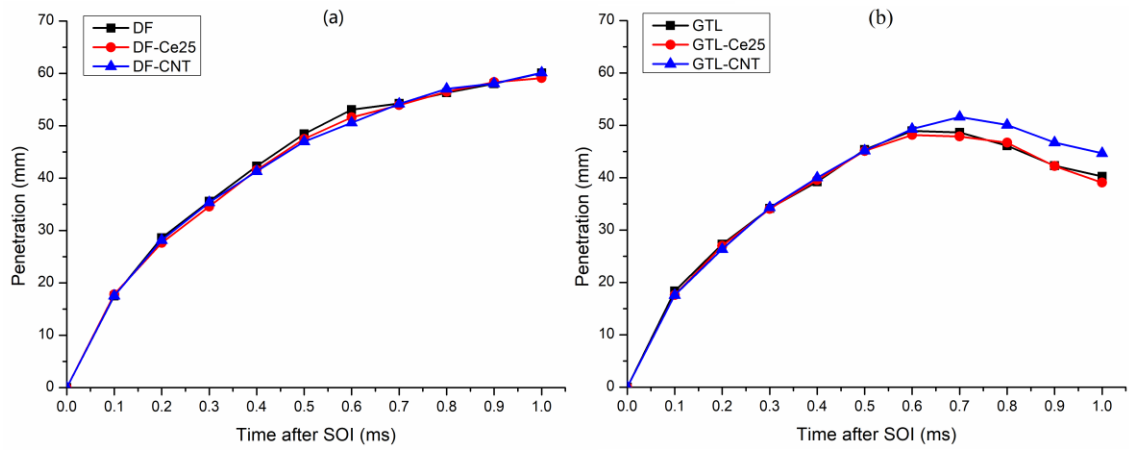 (a)
DF
DF-Ce25
DF-CNT
70
60
50
40
30
20
10
0
Penetration (mm)
0.0 0.1 0.2 0.3 0.4 0.5 0.6 0.7 0.8 0.9 1.0
Time after SOI (ms)
(b)
GTL
GTL-Ce25
GTL-CNT
70
60
50
40
30
20
10
0
Penetration (mm)
0.0 0.1 0.2 0.3 0.4 0.5 0.6 0.7 0.8 0.9 1.0
Time after SOI (ms)